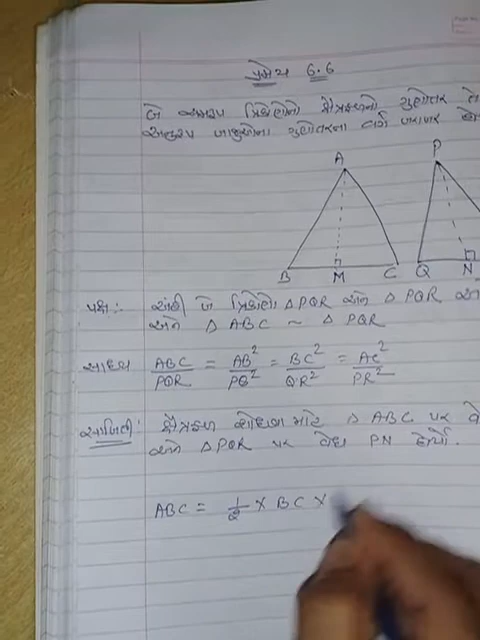 પ્રમેય 6.6
બે સમરૂપ ત્રિકોણોનાં ક્ષેત્રફળનો ગુણોત્તર તે
અનુરૂપ બાજુઓના ગુણોત્તરના વર્ગ બરાબર
A P
B M C Q N
પક્ષ :- ત્રિકોણો △ PQR અને △ PQR
અને △ ABC ~ △ PQR
સાધ્ય ABC/PQR = AB²/PQ² = BC²/QR² = AC²/PR²
સાબિતી: ક્ષેત્રફળ શોધવા માટે △ ABC પર વે
અને △ PQR પર વેધ PN દોર્યો.
ABC = 1/2 × BC ×